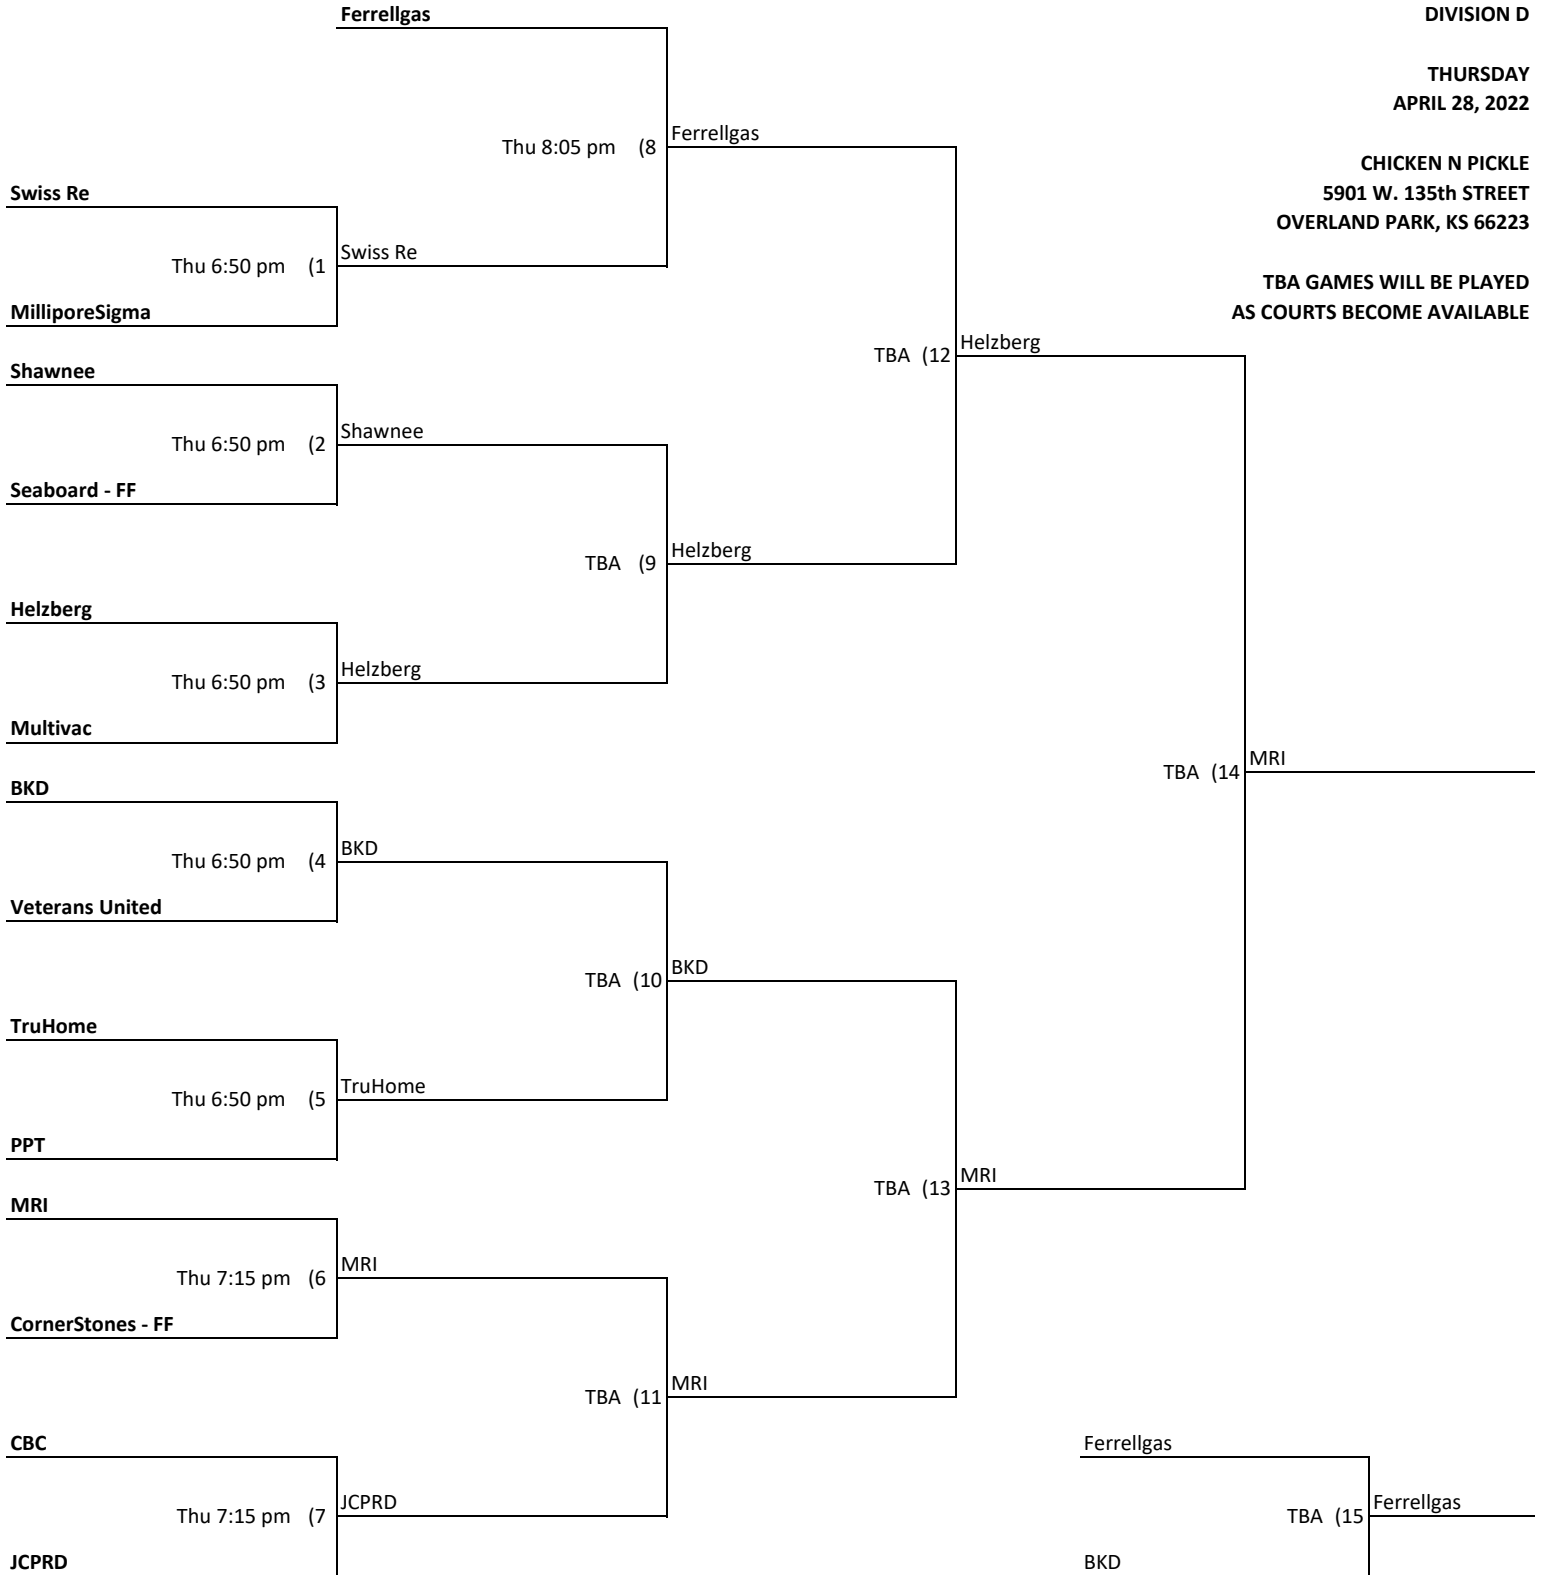 Ferrellgas
DIVISION D
THURSDAY
APRIL 28, 2022
Thu 8:05 pm (8
Ferrellgas
CHICKEN N PICKLE
5901 W. 135th STREET
OVERLAND PARK, KS 66223
Swiss Re
Thu 6:50 pm (1
Swiss Re
MilliporeSigma
TBA GAMES WILL BE PLAYED
AS COURTS BECOME AVAILABLE
TBA (12
Helzberg
Shawnee
Thu 6:50 pm (2
Shawnee
Seaboard - FF
TBA (9
Helzberg
Helzberg
Thu 6:50 pm (3
Helzberg
Multivac
TBA (14
MRI
BKD
Thu 6:50 pm (4
BKD
Veterans United
TBA (10
BKD
TruHome
Thu 6:50 pm (5
TruHome
PPT
TBA (13
MRI
MRI
Thu 7:15 pm (6
MRI
CornerStones - FF
TBA (11
MRI
CBC
Thu 7:15 pm (7
JCPRD
JCPRD
Ferrellgas
TBA (15
Ferrellgas
BKD